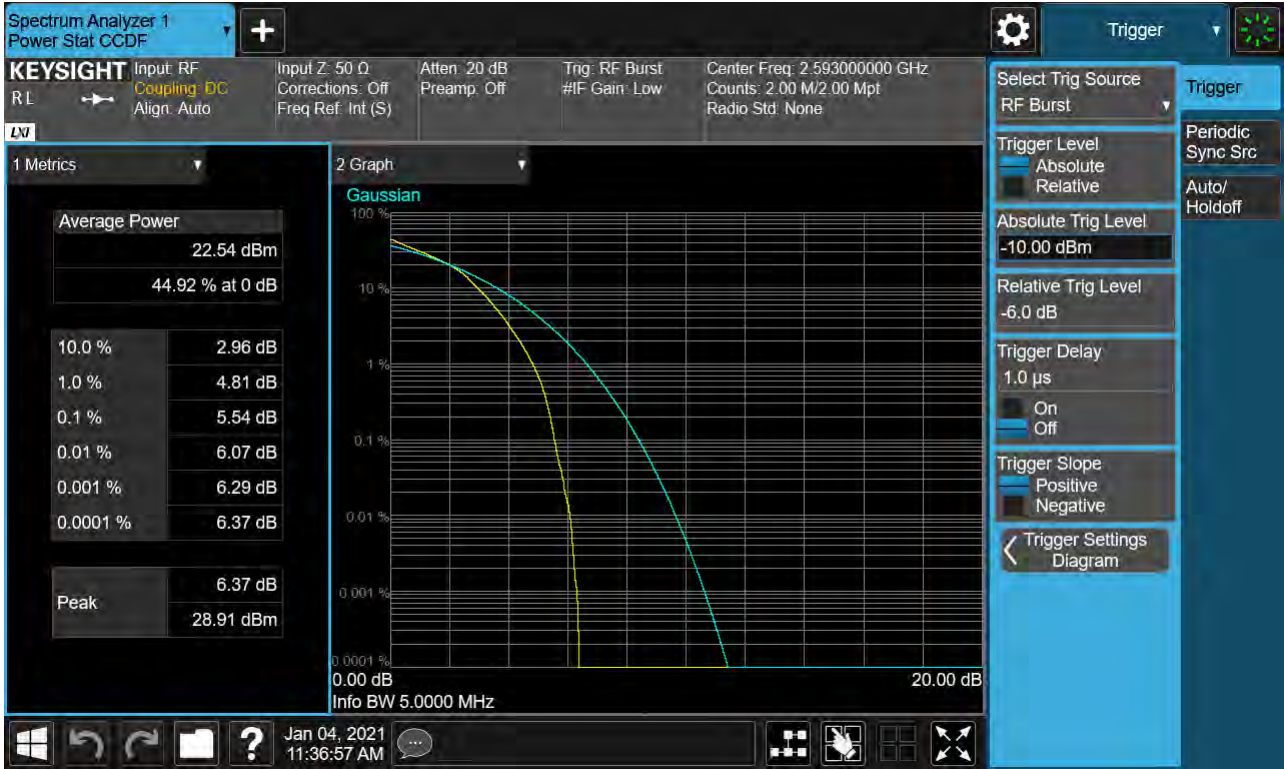 Spectrum Analyzer 1
Power Stat CCDF
Trigger
KEYSIGHT
R L
LXI
Input: RF
Coupling: DC
Align: Auto
Input Z: 50 Ω
Corrections: Off
Freq Ref: Int (S)
Atten: 20 dB
Preamp: Off
Trig: RF Burst
#IF Gain: Low
Center Freq: 2.593000000 GHz
Counts: 2.00 M/2.00 Mpt
Radio Std: None
1 Metrics
Average Power
22.54 dBm
44.92 % at 0 dB
10.0 % 2.96 dB
1.0 % 4.81 dB
0.1 % 5.54 dB
0.01 % 6.07 dB
0.001 % 6.29 dB
0.0001 % 6.37 dB
Peak
6.37 dB
28.91 dBm
2 Graph
Gaussian
100 %
10 %
1 %
0.1 %
0.01 %
0.001 %
0.0001 %
0.00 dB 20.00 dB
Info BW 5.0000 MHz
Select Trig Source
RF Burst
Trigger Level
Absolute
Relative
Absolute Trig Level
-10.00 dBm
Relative Trig Level
-6.0 dB
Trigger Delay
1.0 µs
On
Off
Trigger Slope
Positive
Negative
Trigger Settings
Diagram
Trigger
Periodic
Sync Src
Auto/
Holdoff
?
Jan 04, 2021
11:36:57 AM